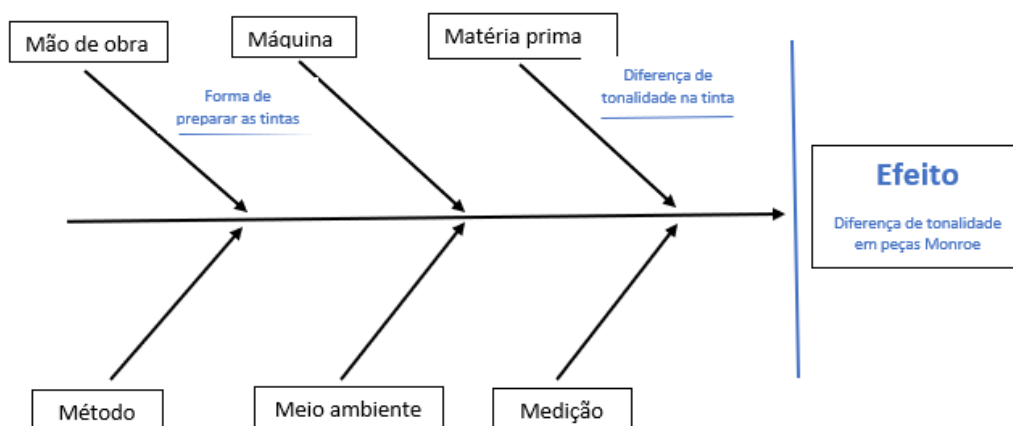 Mão de obra
Máquina
Matéria prima
Forma de
preparar as tintas
Diferença de
tonalidade na tinta
Efeito
Diferença de tonalidade
em peças Monroe
Método
Meio ambiente
Medição